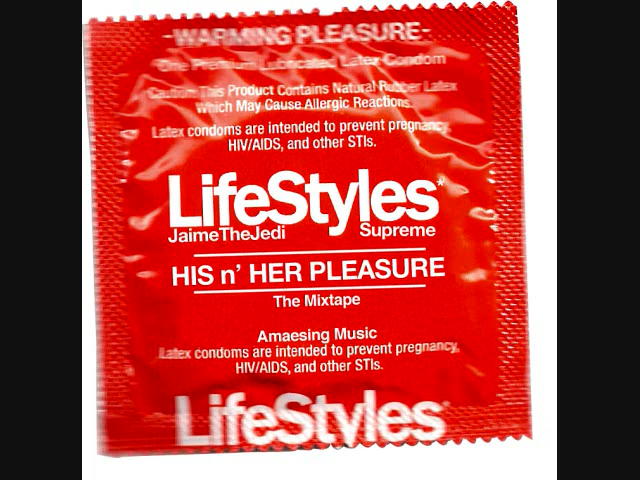 -WARMING PLEASURE-
One Premium Lubricated Latex Condom
Caution: This Product Contains Natural Rubber Latex
Which May Cause Allergic Reactions.
Latex condoms are intended to prevent pregnancy,
HIV/AIDS, and other STIs.
LifeStyles*
JaimeTheJedi Supreme
HIS n' HER PLEASURE
The Mixtape
Amaesing Music
Latex condoms are intended to prevent pregnancy,
HIV/AIDS, and other STIs.
LifeStyles